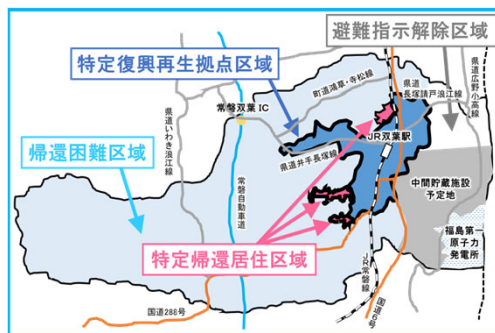 避難指示解除区域
特定復興再生拠点区域
県道いわき浪江線
常磐双葉IC
町道鴻草・寺松線
県道
長塚請戸浪江線
県道広野小高線
JR双葉駅
県道井手長塚線
帰還困難区域
常磐自動車道
中間貯蔵施設
予定地
特定帰還居住区域
福島第一
原子力
発電所
JR常磐線
国道6号
国道288号